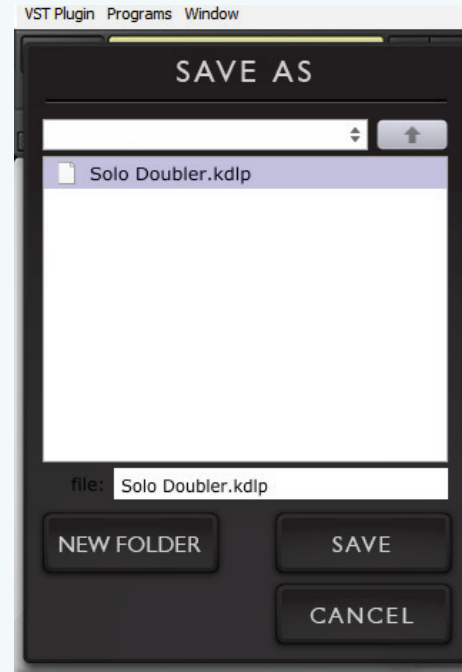 VST Plugin Programs Window
SAVE AS
Solo Doubler.kdlp
file: Solo Doubler.kdlp
NEW FOLDER SAVE
CANCEL